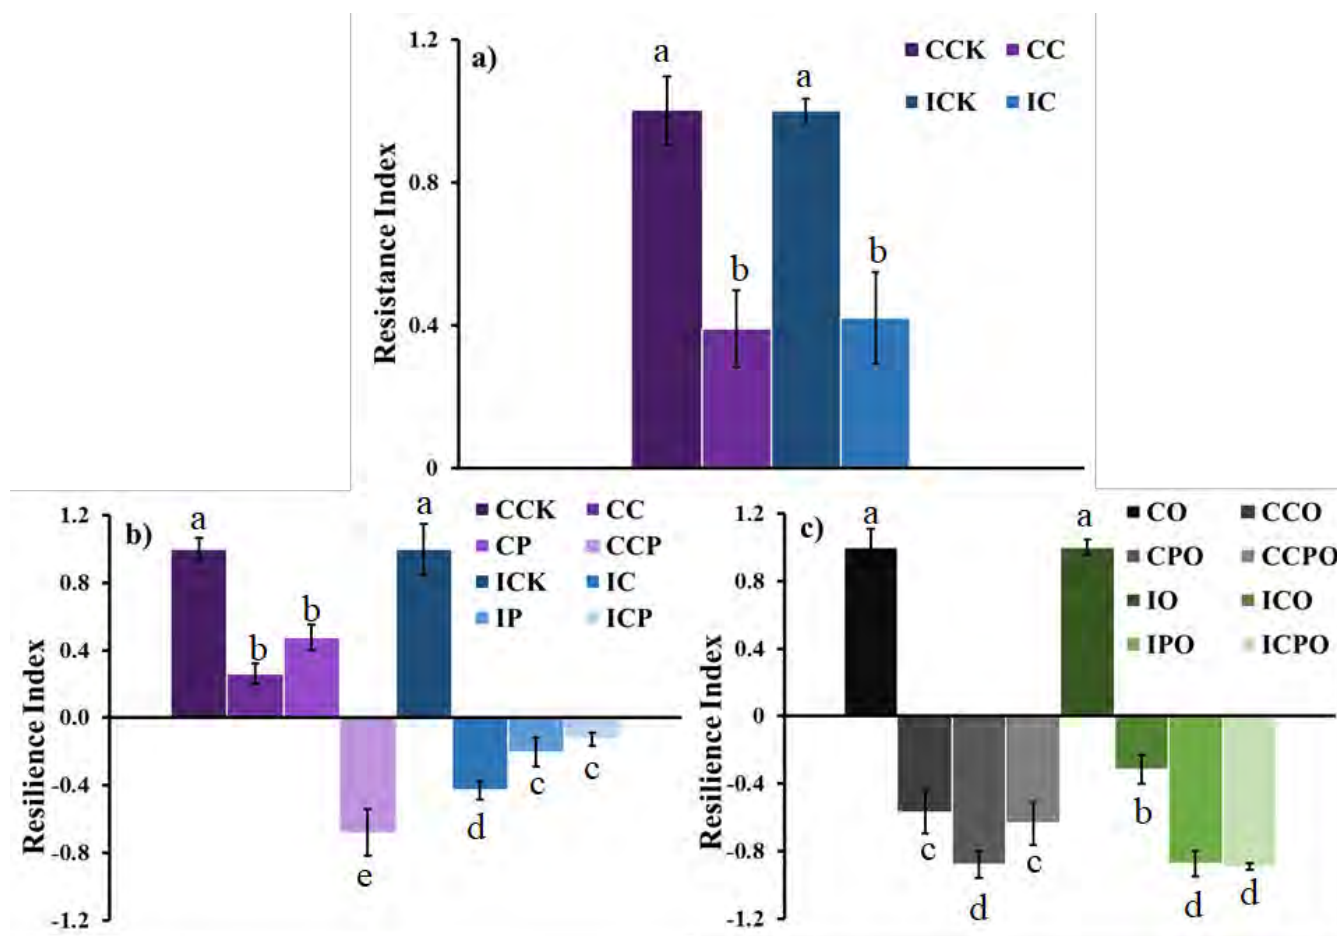 1.2
a)
a
a
CCK
CC
ICK
IC
0.8
Resistance Index
b
b
0.4
0
1.2
b)
a
a
CCK
CC
CP
CCP
ICK
IC
IP
ICP
0.8
b
b
0.4
0.0
Resilience Index
-0.4
c
c
d
-0.8
e
-1.2
1.2
c)
a
a
CO
CCO
CPO
CCPO
IO
ICO
IPO
ICPO
0.8
0.4
0
Resilience Index
-0.4
b
-0.8
c
c
d
d
d
-1.2